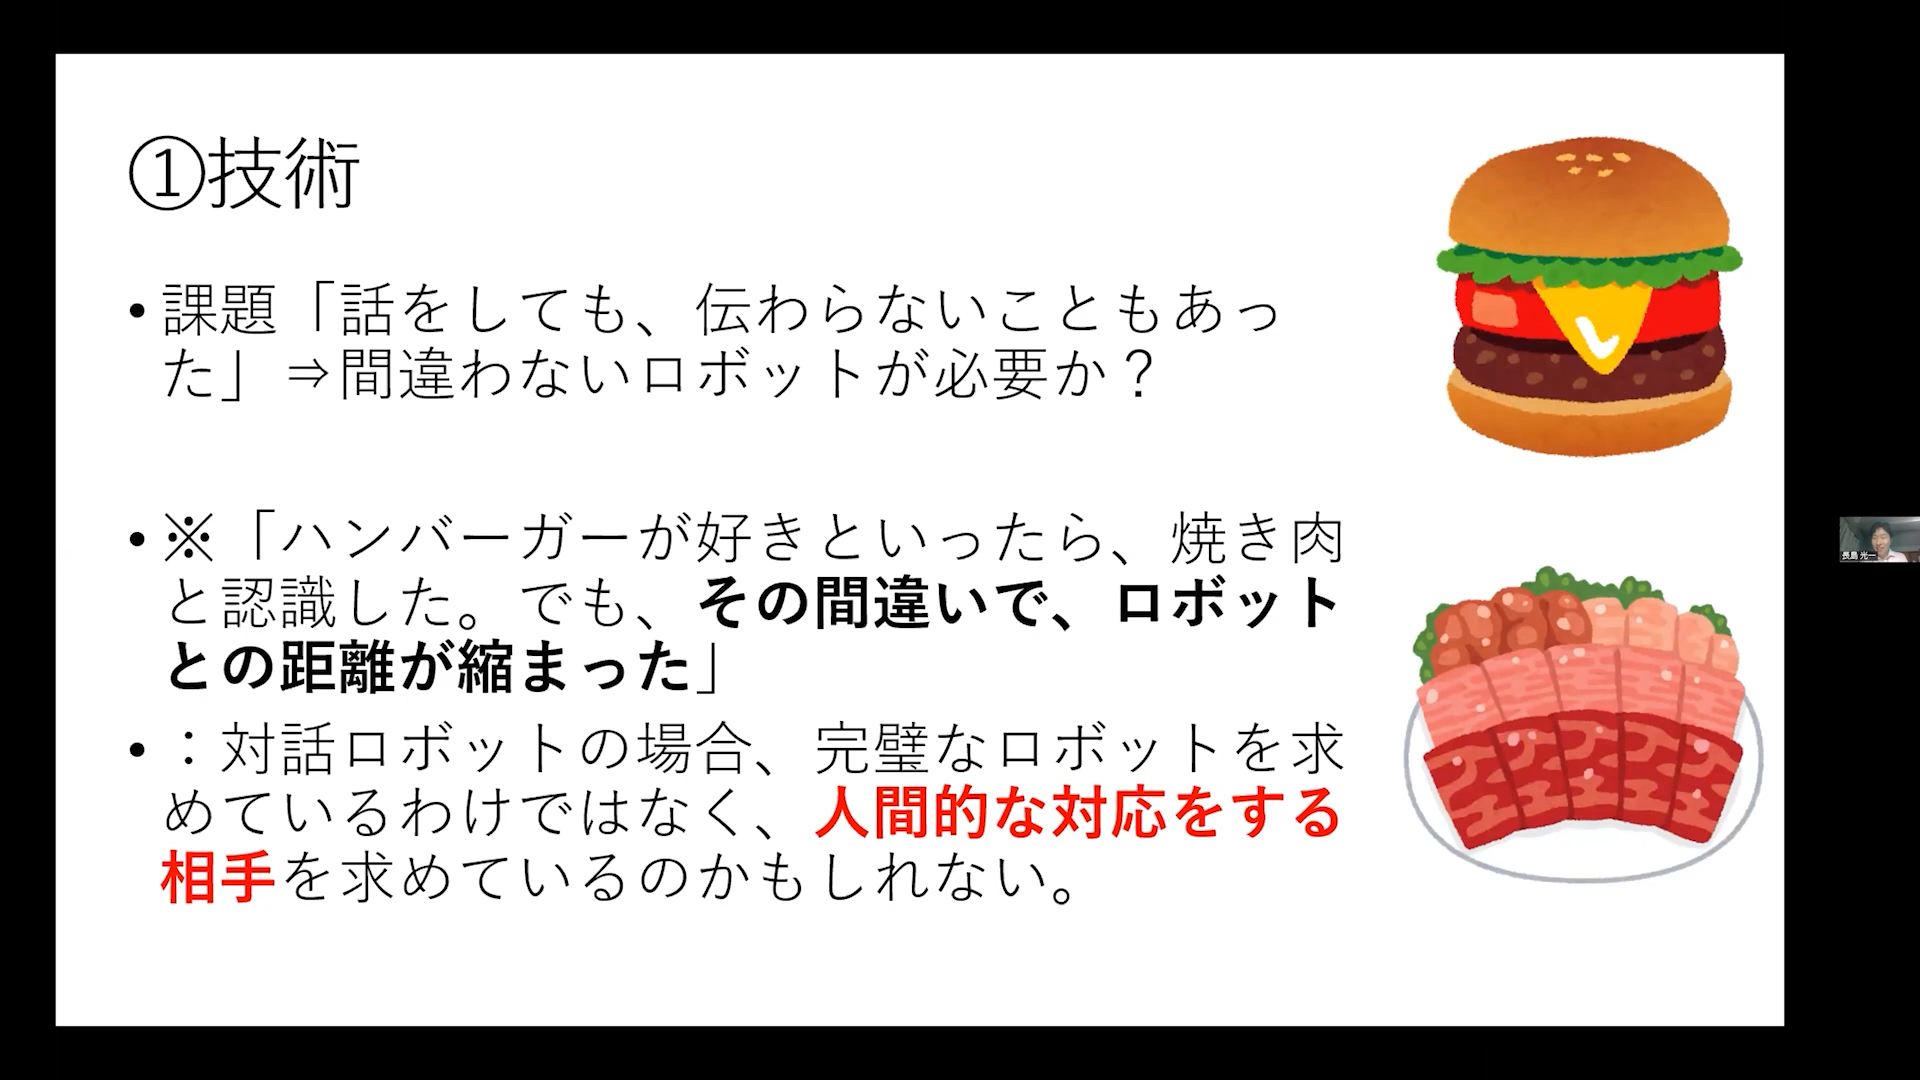 ①技術
• 課題「話をしても、伝わらないこともあっ
た」⇒間違わないロボットが必要か？
• ※「ハンバーガーが好きといったら、焼き肉
と認識した。でも、その間違いで、ロボット
との距離が縮まった」
• ：対話ロボットの場合、完璧なロボットを求
めているわけではなく、人間的な対応をする
相手を求めているのかもしれない。
長島 光一